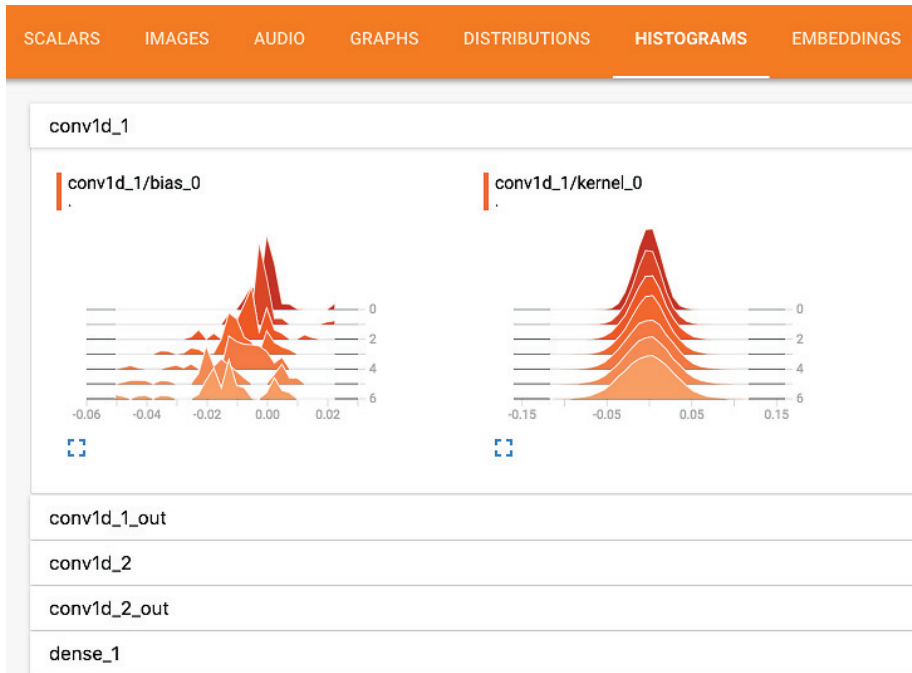 SCALARS IMAGES AUDIO GRAPHS DISTRIBUTIONS HISTOGRAMS EMBEDDINGS
conv1d_1
conv1d_1/bias_0
.
0
2
4
6
-0.06 -0.04 -0.02 0.00 0.02
conv1d_1/kernel_0
.
0
2
4
6
-0.15 -0.05 0.05 0.15
conv1d_1_out
conv1d_2
conv1d_2_out
dense_1